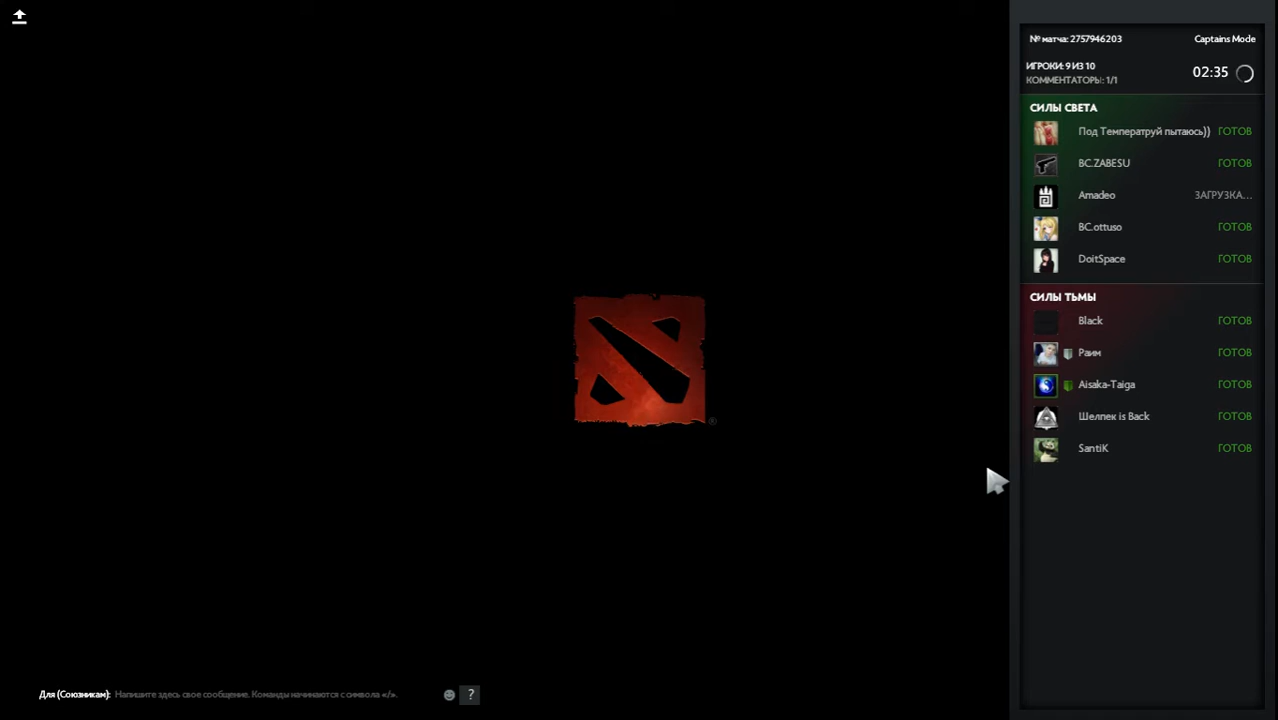 № матча: 2757946203 Captains Mode
ИГРОКИ: 9 ИЗ 10
КОММЕНТАТОРЫ: 1/1
02:35
СИЛЫ СВЕТА
Под Температруй пытаюсь)) ГОТОВ
BC.ZABESU ГОТОВ
Amadeo ЗАГРУЗКА...
BC.ottuso ГОТОВ
DoitSpace ГОТОВ
СИЛЫ ТЬМЫ
Black ГОТОВ
Раим ГОТОВ
Aisaka-Taiga ГОТОВ
Шелпек is Back ГОТОВ
SantiK ГОТОВ
®
Для (Союзникам): Напишите здесь свое сообщение. Команды начинаются с символа «/».
?